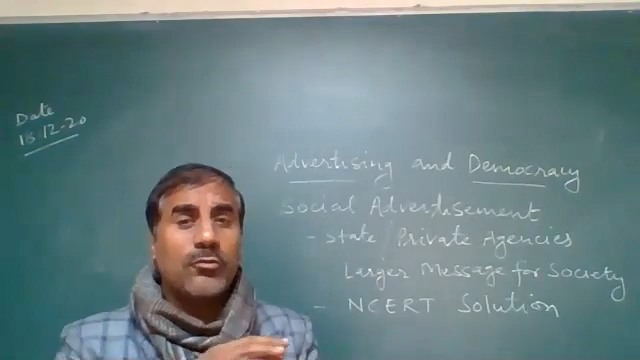 Date
18-12-20
Advertising and Democracy
Social Advertisement
- State / Private Agencies
Larger Message for Society
- NCERT Solution